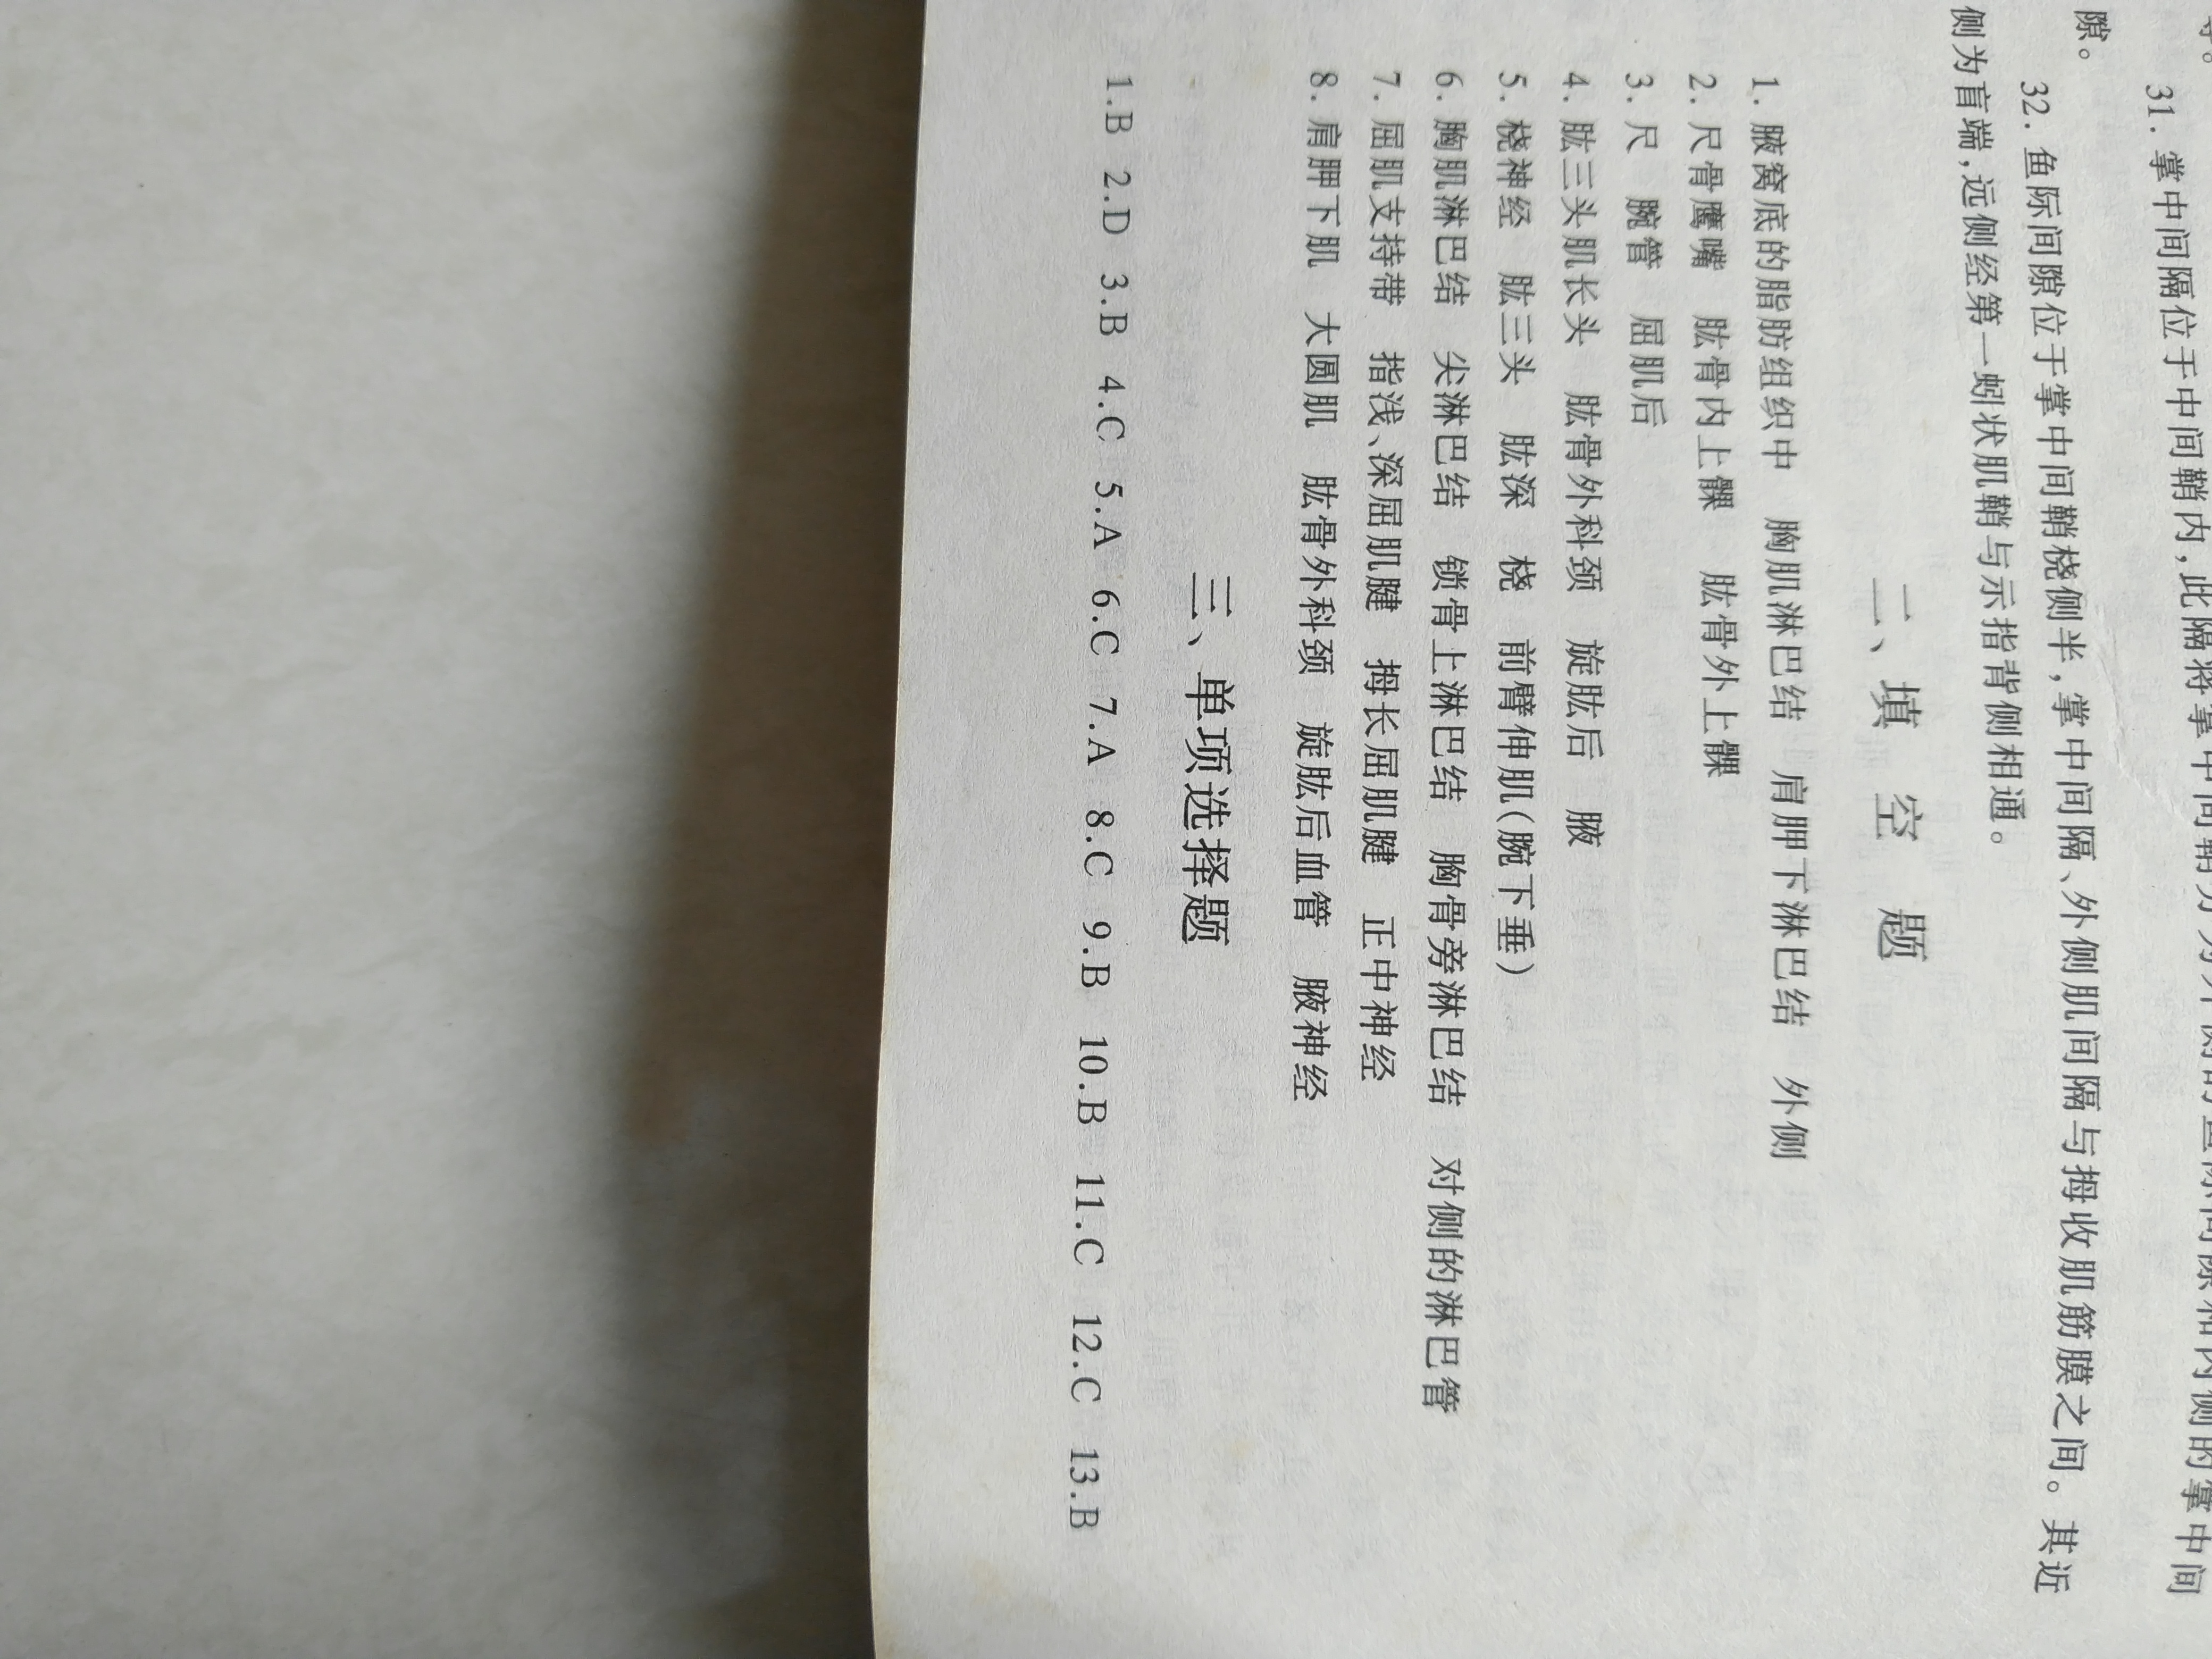 31. 掌中间隔位于中间鞘内,此隔将掌中间鞘分为外侧的鱼际间隙和内侧的掌中间
隙。
32. 鱼际间隙位于掌中间鞘桡侧半,掌中间隔、外侧肌间隔与拇收肌筋膜之间。其近
侧为盲端,远侧经第一蚓状肌鞘与示指背侧相通。
二、填 空 题
1. 腋窝底的脂肪组织中 胸肌淋巴结 肩胛下淋巴结 外侧
2. 尺骨鹰嘴 肱骨内上髁 肱骨外上髁
3. 尺 腕管 屈肌后
4. 肱三头肌长头 肱骨外科颈 旋肱后 腋
5. 桡神经 肱三头 肱深 桡 前臂伸肌(腕下垂)
6. 胸肌淋巴结 尖淋巴结 锁骨上淋巴结 胸骨旁淋巴结 对侧的淋巴管
7. 屈肌支持带 指浅、深屈肌腱 拇长屈肌腱 正中神经
8. 肩胛下肌 大圆肌 肱骨外科颈 旋肱后血管 腋神经
三、单项选择题
1.B 2.D 3.B 4.C 5.A 6.C 7.A 8.C 9.B 10.B 11.C 12.C 13.B